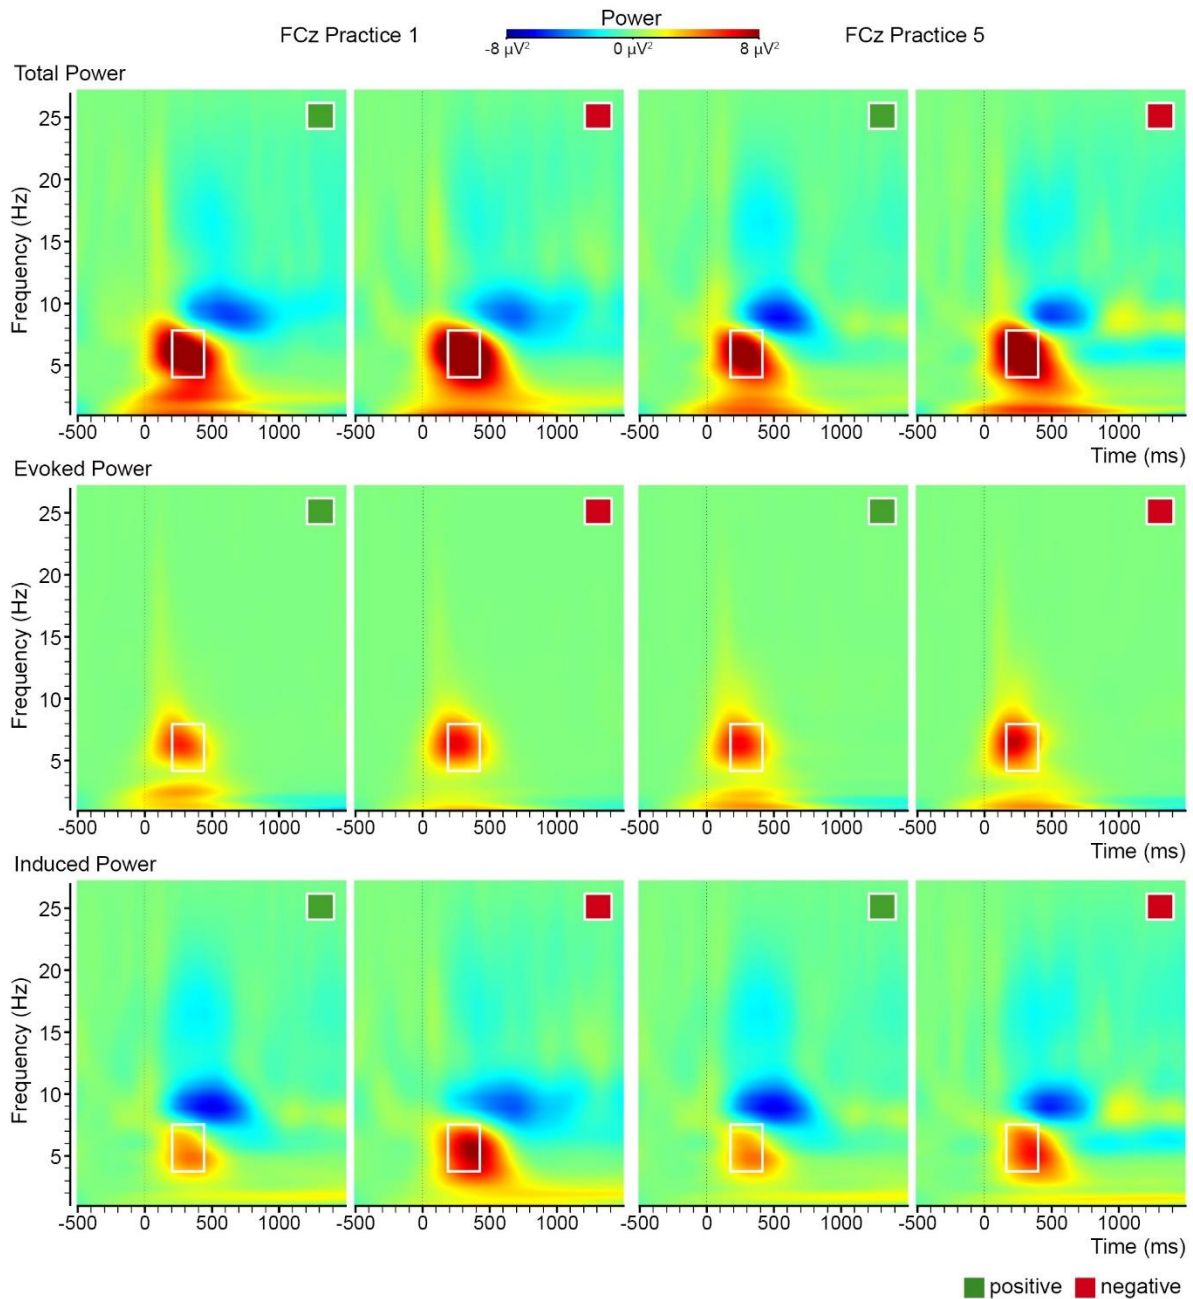 FCz Practice 1
Power
FCz Practice 5
-8 µV²
0 µV²
8 µV²
Total Power
Frequency (Hz)
25
20
15
10
5
-500 0 500 1000 -500 0 500 1000 -500 0 500 1000 -500 0 500 1000
Time (ms)
Evoked Power
Frequency (Hz)
25
20
15
10
5
-500 0 500 1000 -500 0 500 1000 -500 0 500 1000 -500 0 500 1000
Time (ms)
Induced Power
Frequency (Hz)
25
20
15
10
5
-500 0 500 1000 -500 0 500 1000 -500 0 500 1000 -500 0 500 1000
Time (ms)
positive negative